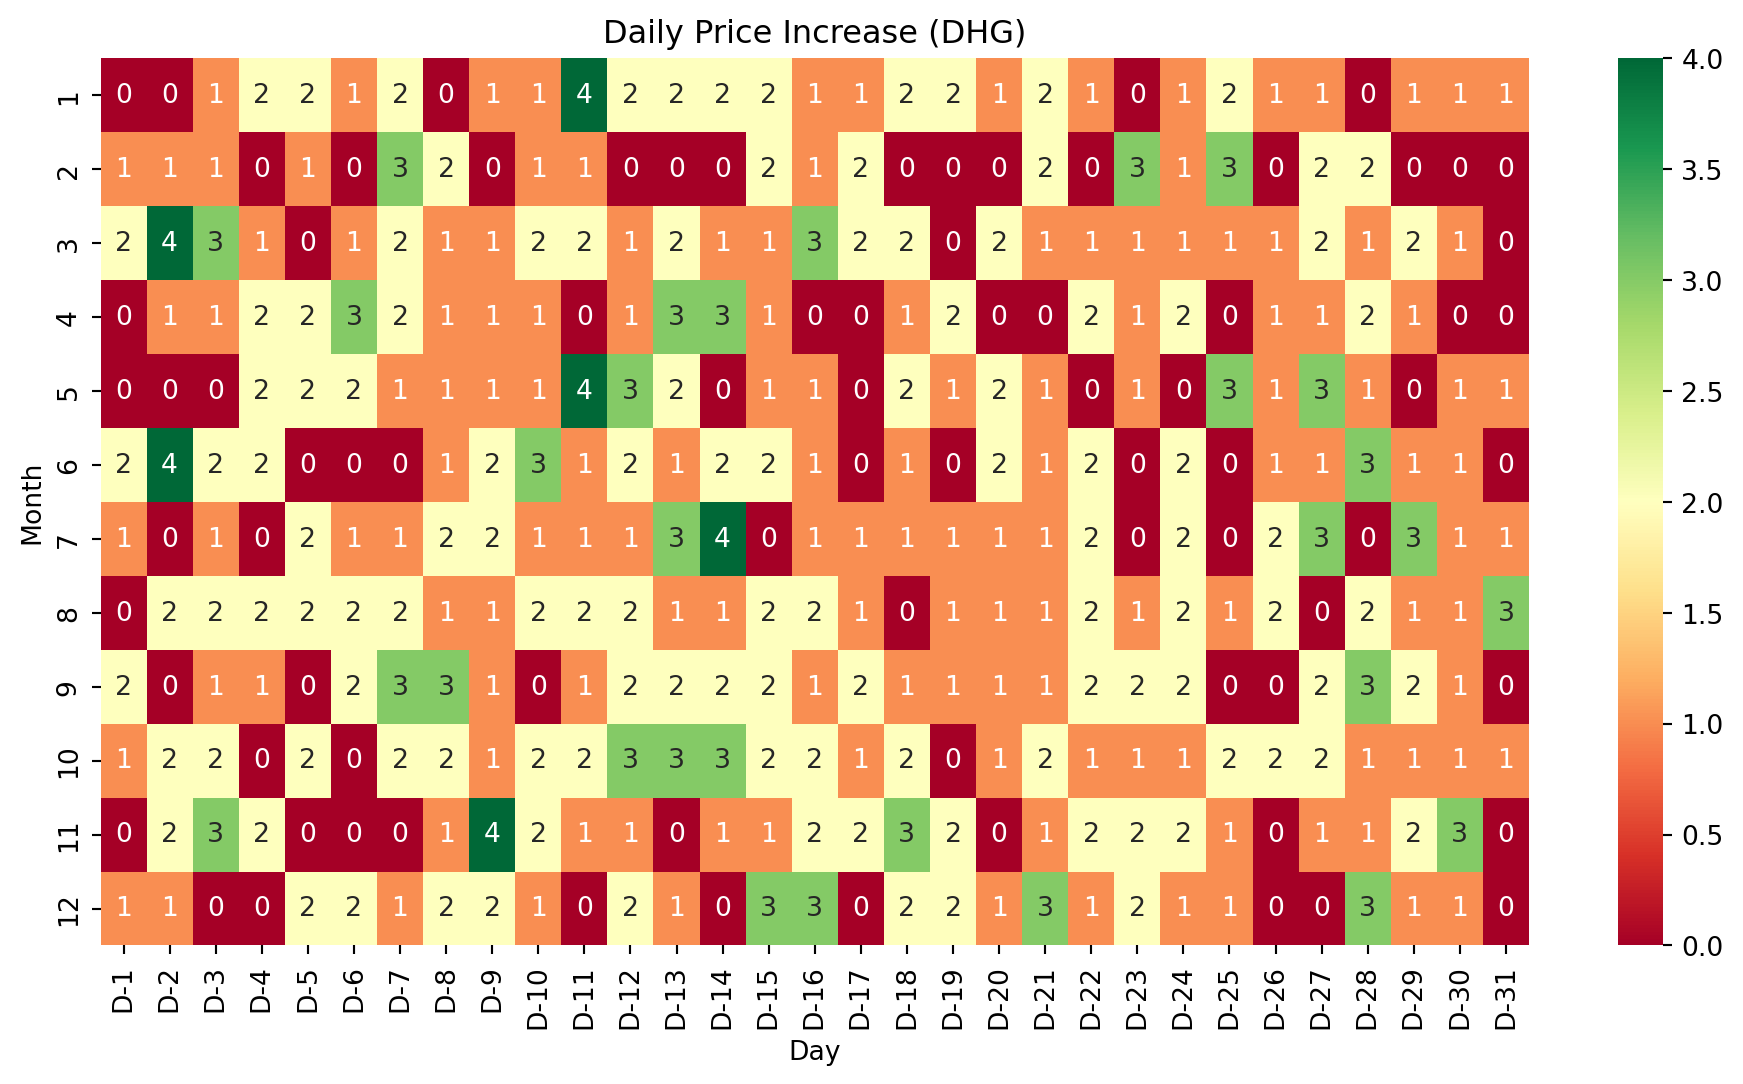 Daily Price Increase (DHG)
1 0 0 1 2 2 1 2 0 1 1 4 2 2 2 2 1 1 2 2 1 2 1 0 1 2 1 1 0 1 1 1
2 1 1 1 0 1 0 3 2 0 1 1 0 0 0 2 1 2 0 0 0 2 0 3 1 3 0 2 2 0 0 0
3 2 4 3 1 0 1 2 1 1 2 2 1 2 1 1 3 2 2 0 2 1 1 1 1 1 1 2 1 2 1 0
4 0 1 1 2 2 3 2 1 1 1 0 1 3 3 1 0 0 1 2 0 0 2 1 2 0 1 1 2 1 0 0
5 0 0 0 2 2 2 1 1 1 1 4 3 2 0 1 1 0 2 1 2 1 0 1 0 3 1 3 1 0 1 1
6 2 4 2 2 0 0 0 1 2 3 1 2 1 2 2 1 0 1 0 2 1 2 0 2 0 1 1 3 1 1 0
7 1 0 1 0 2 1 1 2 2 1 1 1 3 4 0 1 1 1 1 1 1 2 0 2 0 2 3 0 3 1 1
8 0 2 2 2 2 2 2 1 1 2 2 2 1 1 2 2 1 0 1 1 1 2 1 2 1 2 0 2 1 1 3
9 2 0 1 1 0 2 3 3 1 0 1 2 2 2 2 1 2 1 1 1 1 2 2 2 0 0 2 3 2 1 0
10 1 2 2 0 2 0 2 2 1 2 2 3 3 3 2 2 1 2 0 1 2 1 1 1 2 2 2 1 1 1 1
11 0 2 3 2 0 0 0 1 4 2 1 1 0 1 1 2 2 3 2 0 1 2 2 2 1 0 1 1 2 3 0
12 1 1 0 0 2 2 1 2 2 1 0 2 1 0 3 3 0 2 2 1 3 1 2 1 1 0 0 3 1 1 0
Month
D-1 D-2 D-3 D-4 D-5 D-6 D-7 D-8 D-9 D-10 D-11 D-12 D-13 D-14 D-15 D-16 D-17 D-18 D-19 D-20 D-21 D-22 D-23 D-24 D-25 D-26 D-27 D-28 D-29 D-30 D-31
Day
4.0
3.5
3.0
2.5
2.0
1.5
1.0
0.5
0.0